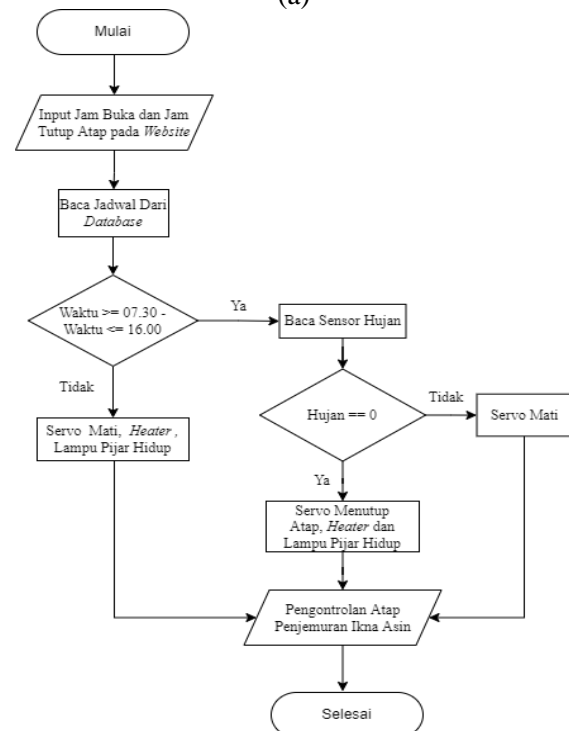 (a)
Mulai
Input Jam Buka dan Jam
Tutup Atap pada Website
Baca Jadwal Dari
Database
Waktu >= 07.30 -
Waktu <= 16.00
Ya
Baca Sensor Hujan
Tidak
Hujan == 0
Tidak
Servo Mati
Servo Mati, Heater ,
Lampu Pijar Hidup
Ya
Servo Menutup
Atap, Heater dan
Lampu Pijar Hidup
Pengontrolan Atap
Penjemuran Ikna Asin
Selesai